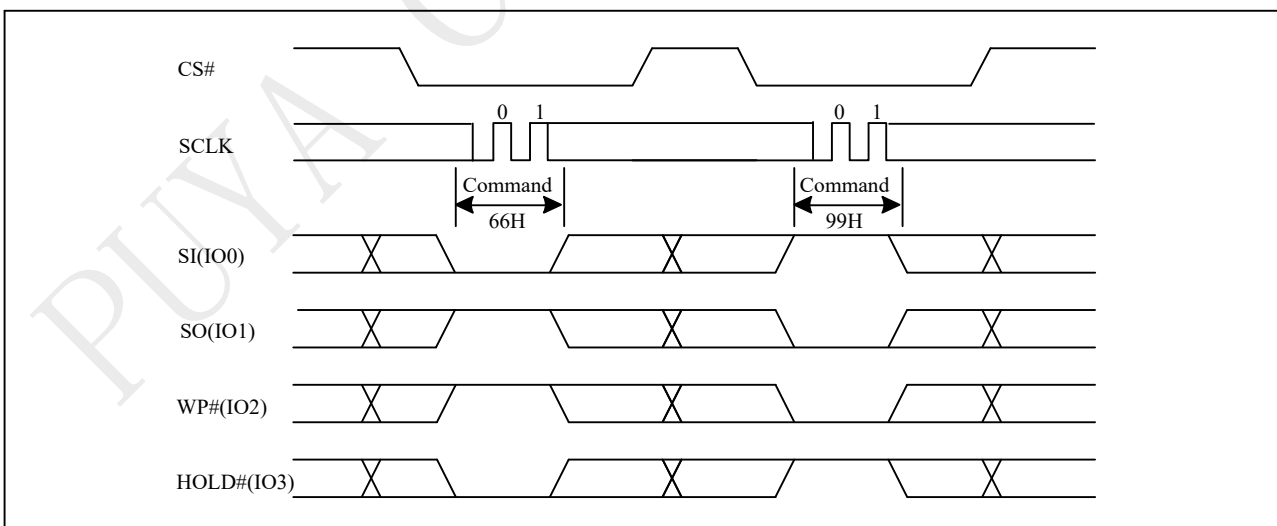 CS#
0 1 0 1
SCLK
Command Command
66H 99H
SI(IO0)
SO(IO1)
WP#(IO2)
HOLD#(IO3)
PUYA